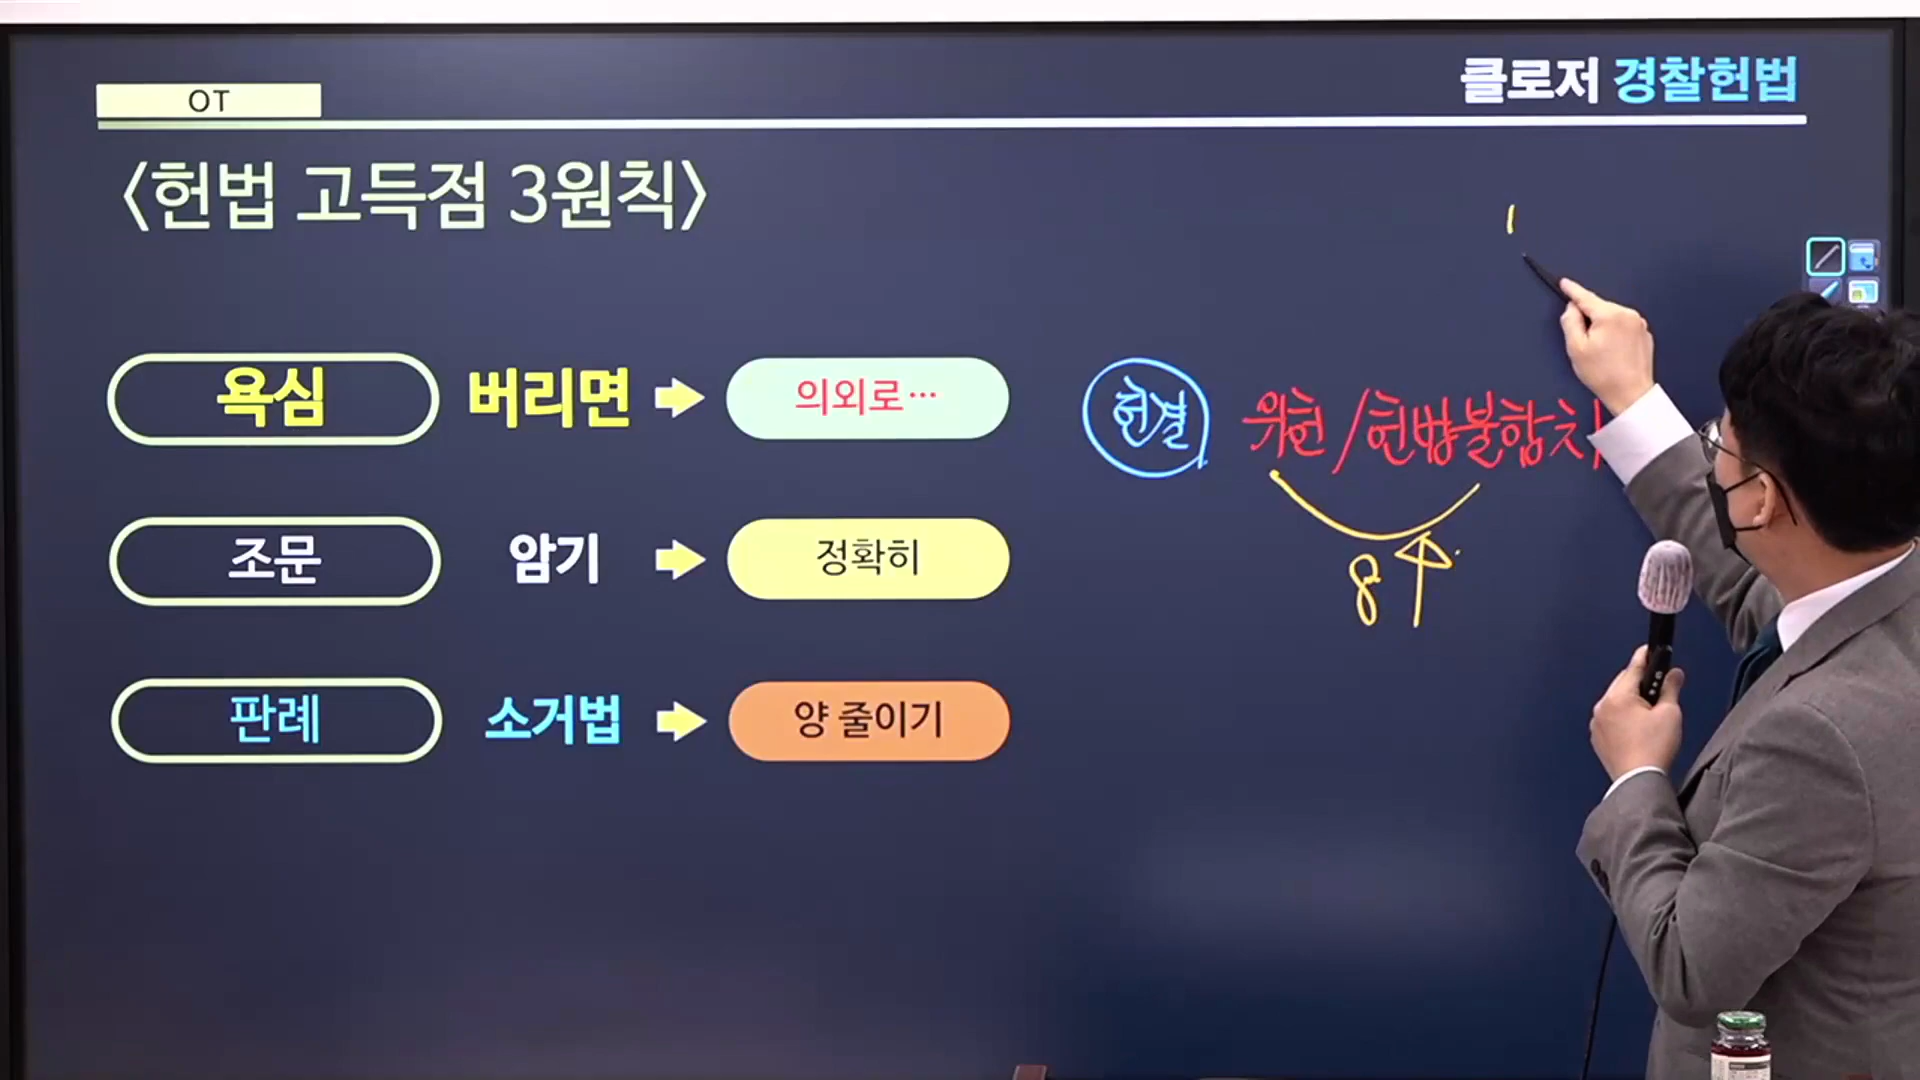 OT
클로저 경찰헌법
〈헌법 고득점 3원칙〉
욕심 버리면 의외로…
조문 암기 정확히
판례 소거법 양 줄이기
헌결 위헌/헌법불합치
8